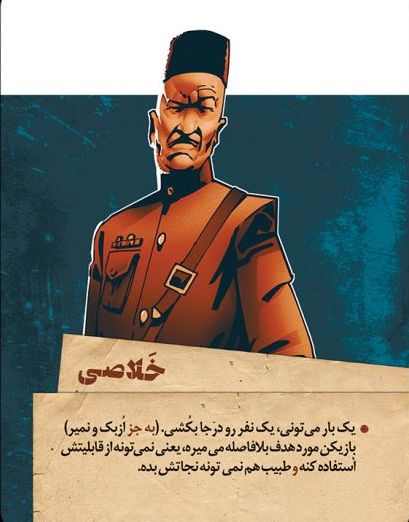 خَلاصی
یک بار می‌تونی، یک نفر رو درجا بکُشی. (به جز اُزبک و نمیر)
بازیکن مورد هدف بلافاصله می‌میره، یعنی نمی‌تونه از قابلیتش
استفاده کنه و طبیب هم نمی تونه نجاتش بده.